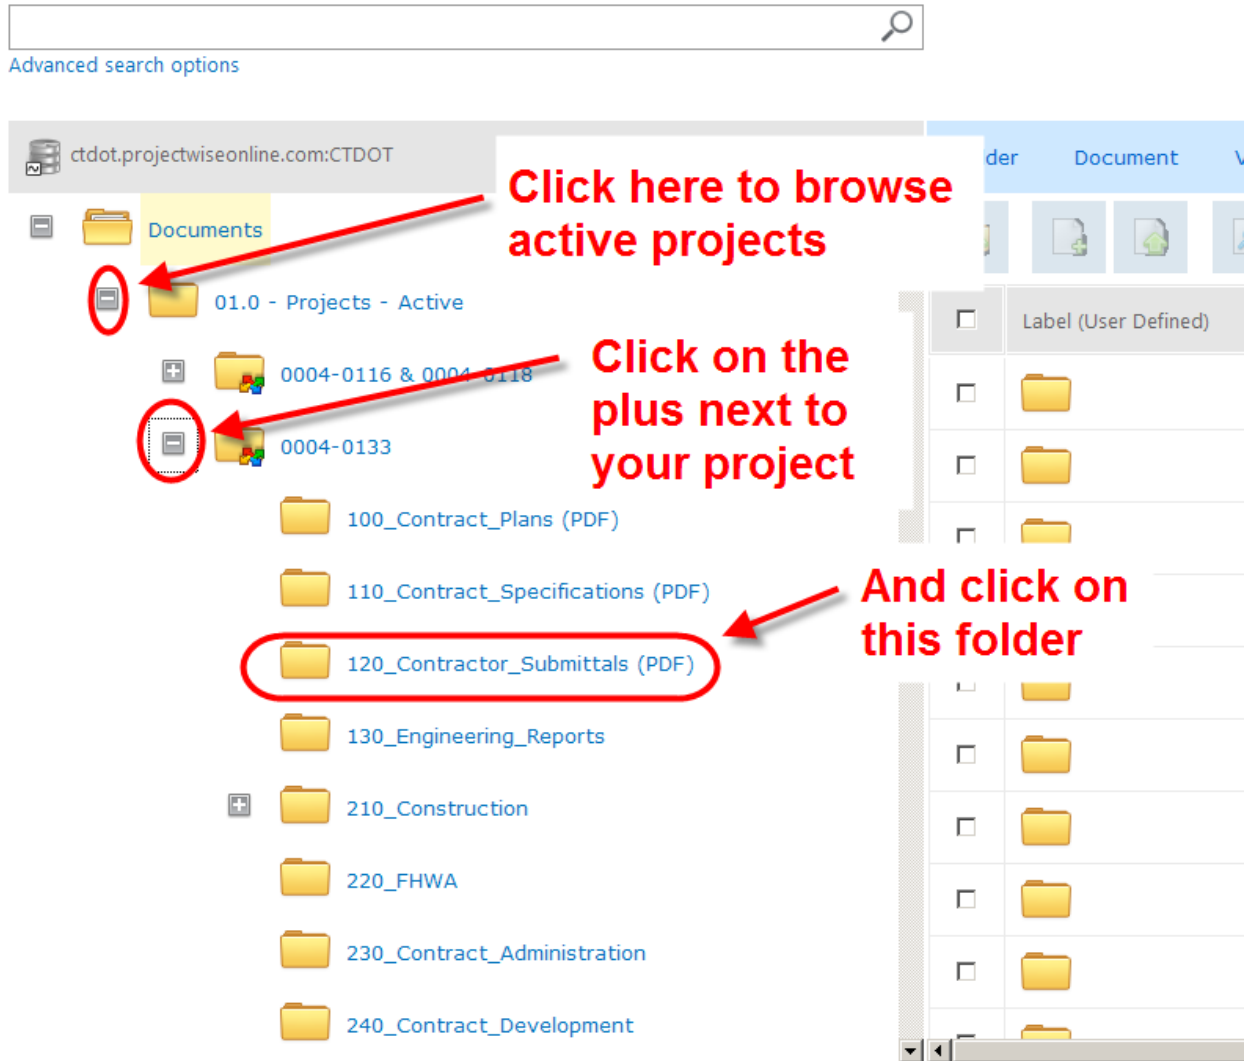 Advanced search options
ctdot.projectwiseonline.com:CTDOT
Document
Click here to browse
active projects
Documents
01.0 - Projects - Active
Label (User Defined)
0004-0116 & 0004-0118
Click on the
plus next to
your project
0004-0133
100_Contract_Plans (PDF)
110_Contract_Specifications (PDF)
And click on
this folder
120_Contractor_Submittals (PDF)
130_Engineering_Reports
210_Construction
220_FHWA
230_Contract_Administration
240_Contract_Development